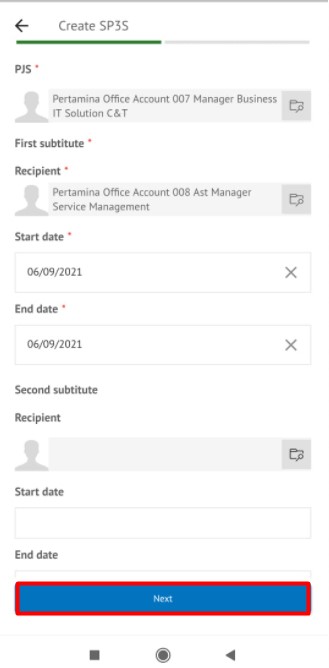 Create SP3S
PJS *
Pertamina Office Account 007 Manager Business
IT Solution C&T
First subtitute *
Recipient *
Pertamina Office Account 008 Ast Manager
Service Management
Start date *
06/09/2021
End date *
06/09/2021
Second subtitute
Recipient
Start date
End date
Next